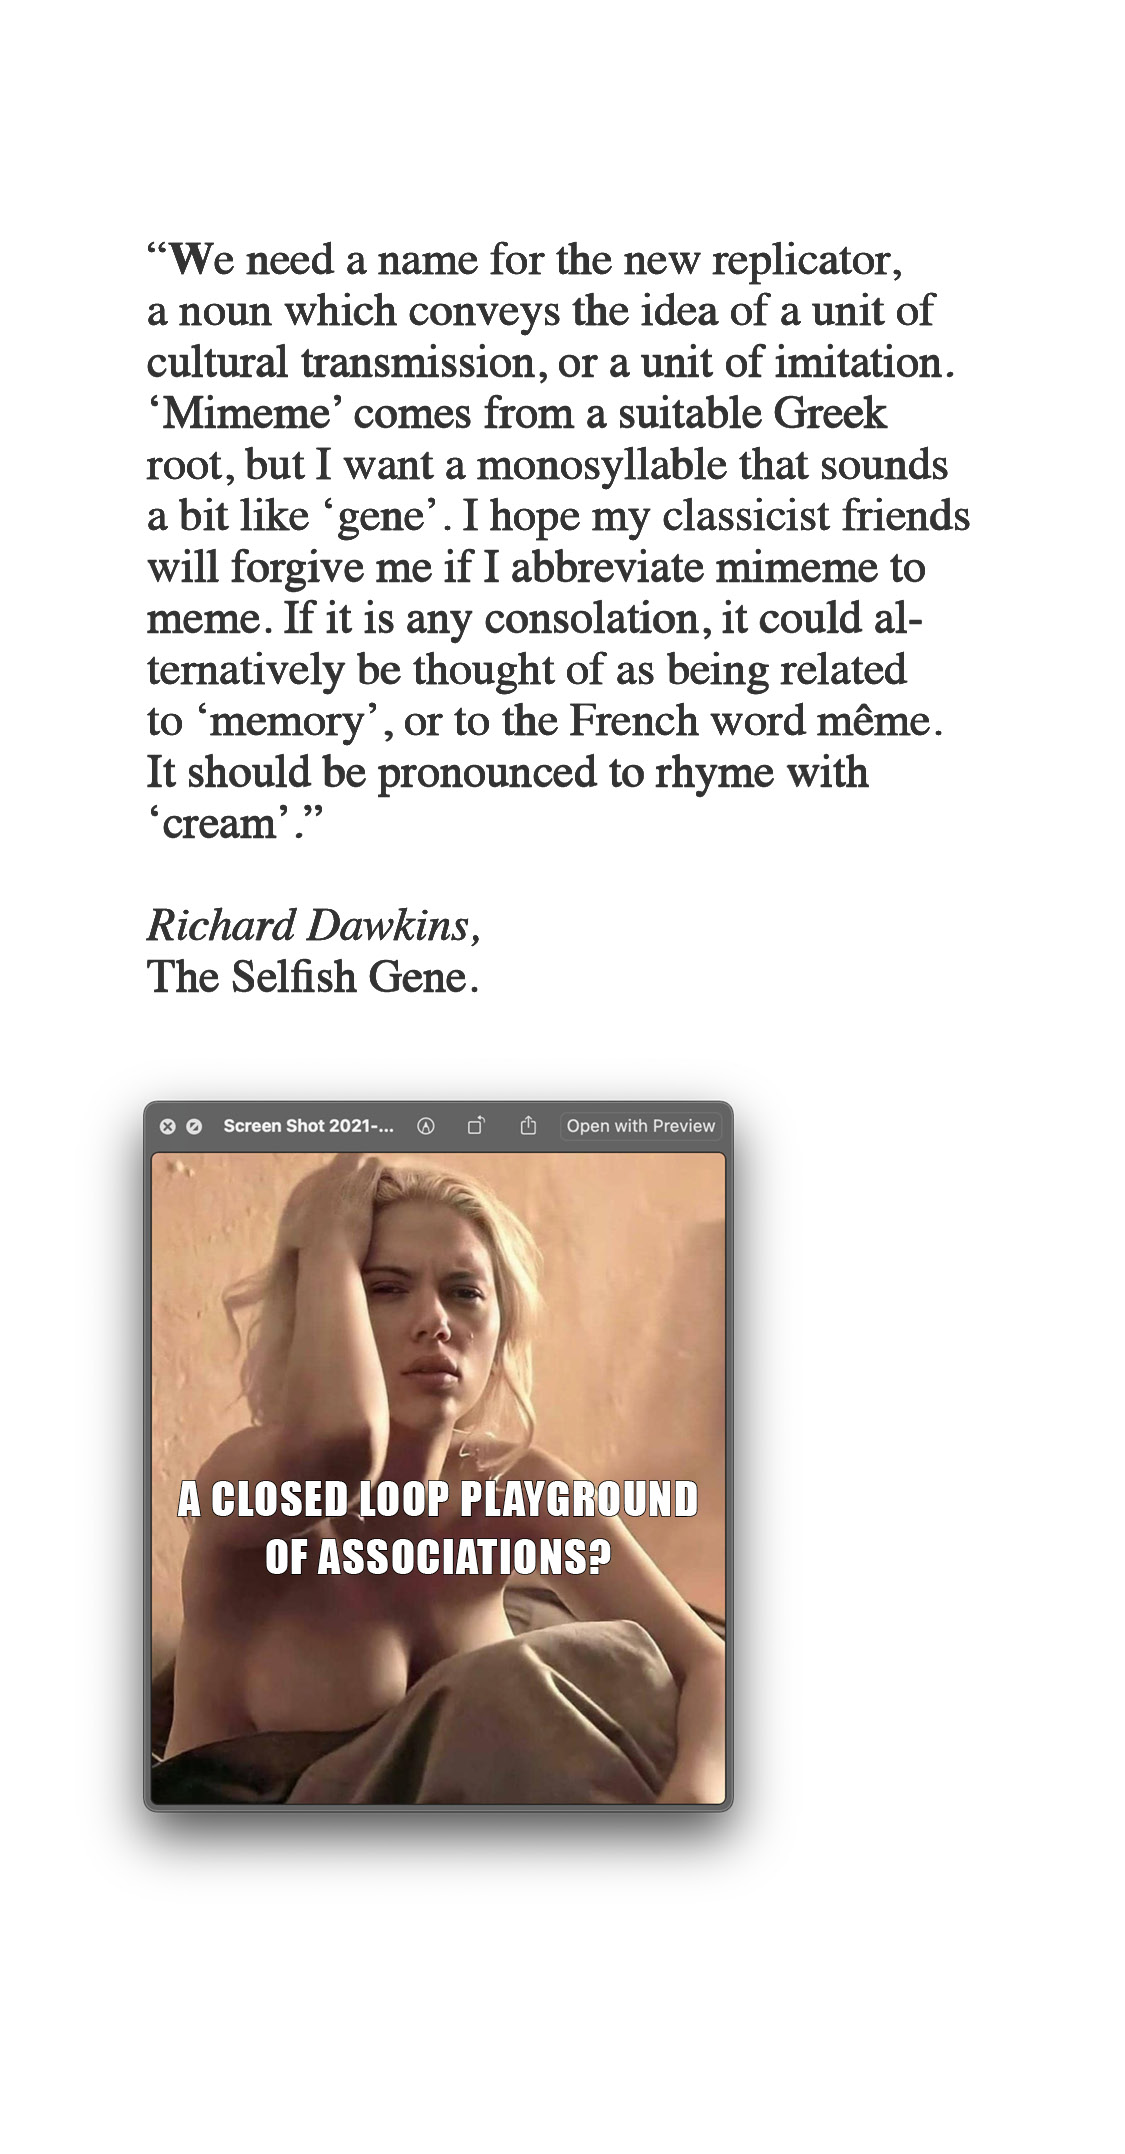 “We need a name for the new replicator,
a noun which conveys the idea of a unit of
cultural transmission, or a unit of imitation.
‘Mimeme’ comes from a suitable Greek
root, but I want a monosyllable that sounds
a bit like ‘gene’. I hope my classicist friends
will forgive me if I abbreviate mimeme to
meme. If it is any consolation, it could al-
ternatively be thought of as being related
to ‘memory’, or to the French word même.
It should be pronounced to rhyme with
‘cream’.”
Richard Dawkins,
The Selfish Gene.
Screen Shot 2021-... Open with Preview
A CLOSED LOOP PLAYGROUND
OF ASSOCIATIONS?